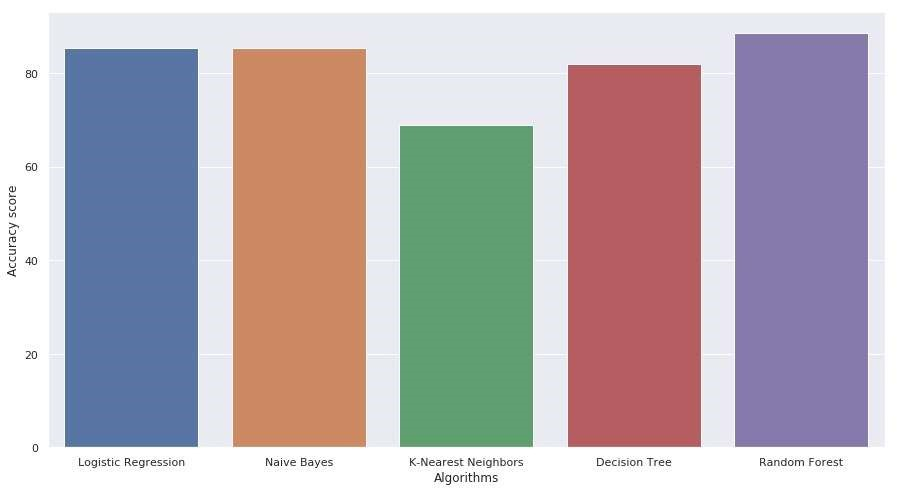 Accuracy score
80
60
40
20
0
Logistic Regression
Naive Bayes
K-Nearest Neighbors
Decision Tree
Random Forest
Algorithms